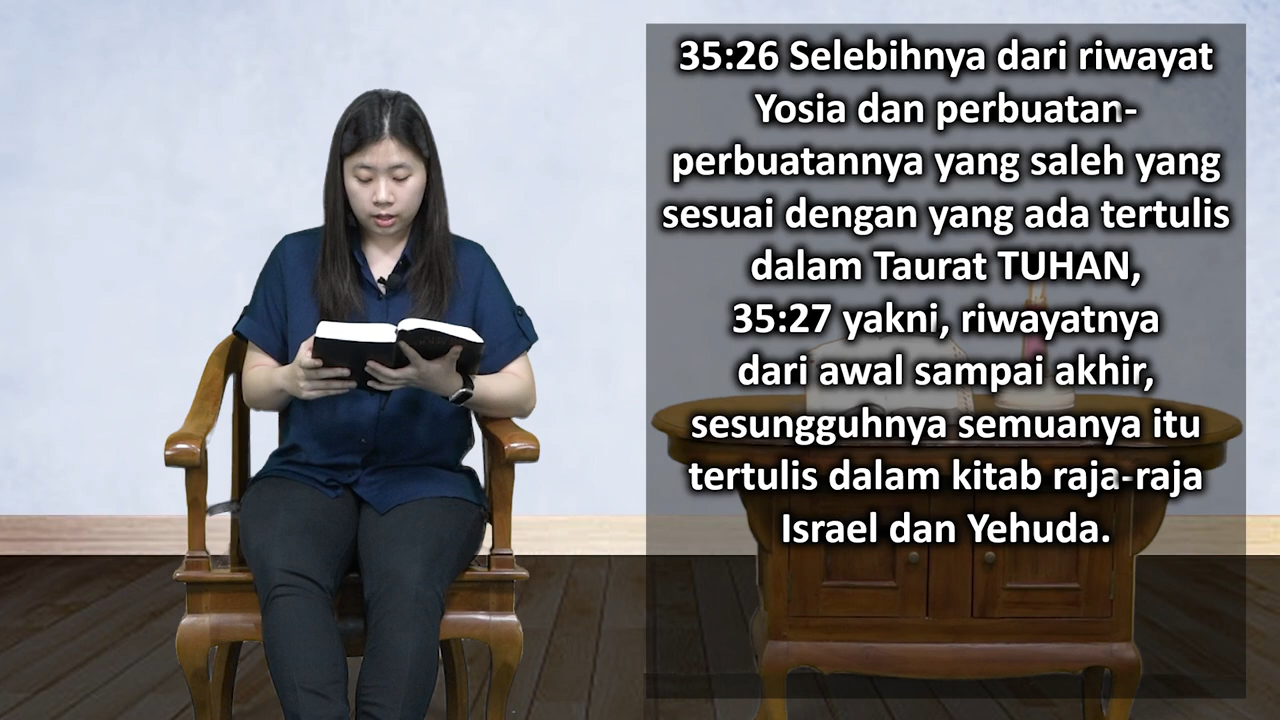 35:26 Selebihnya dari riwayat
Yosia dan perbuatan-
perbuatannya yang saleh yang
sesuai dengan yang ada tertulis
dalam Taurat TUHAN,
35:27 yakni, riwayatnya
dari awal sampai akhir,
sesungguhnya semuanya itu
tertulis dalam kitab raja-raja
Israel dan Yehuda.